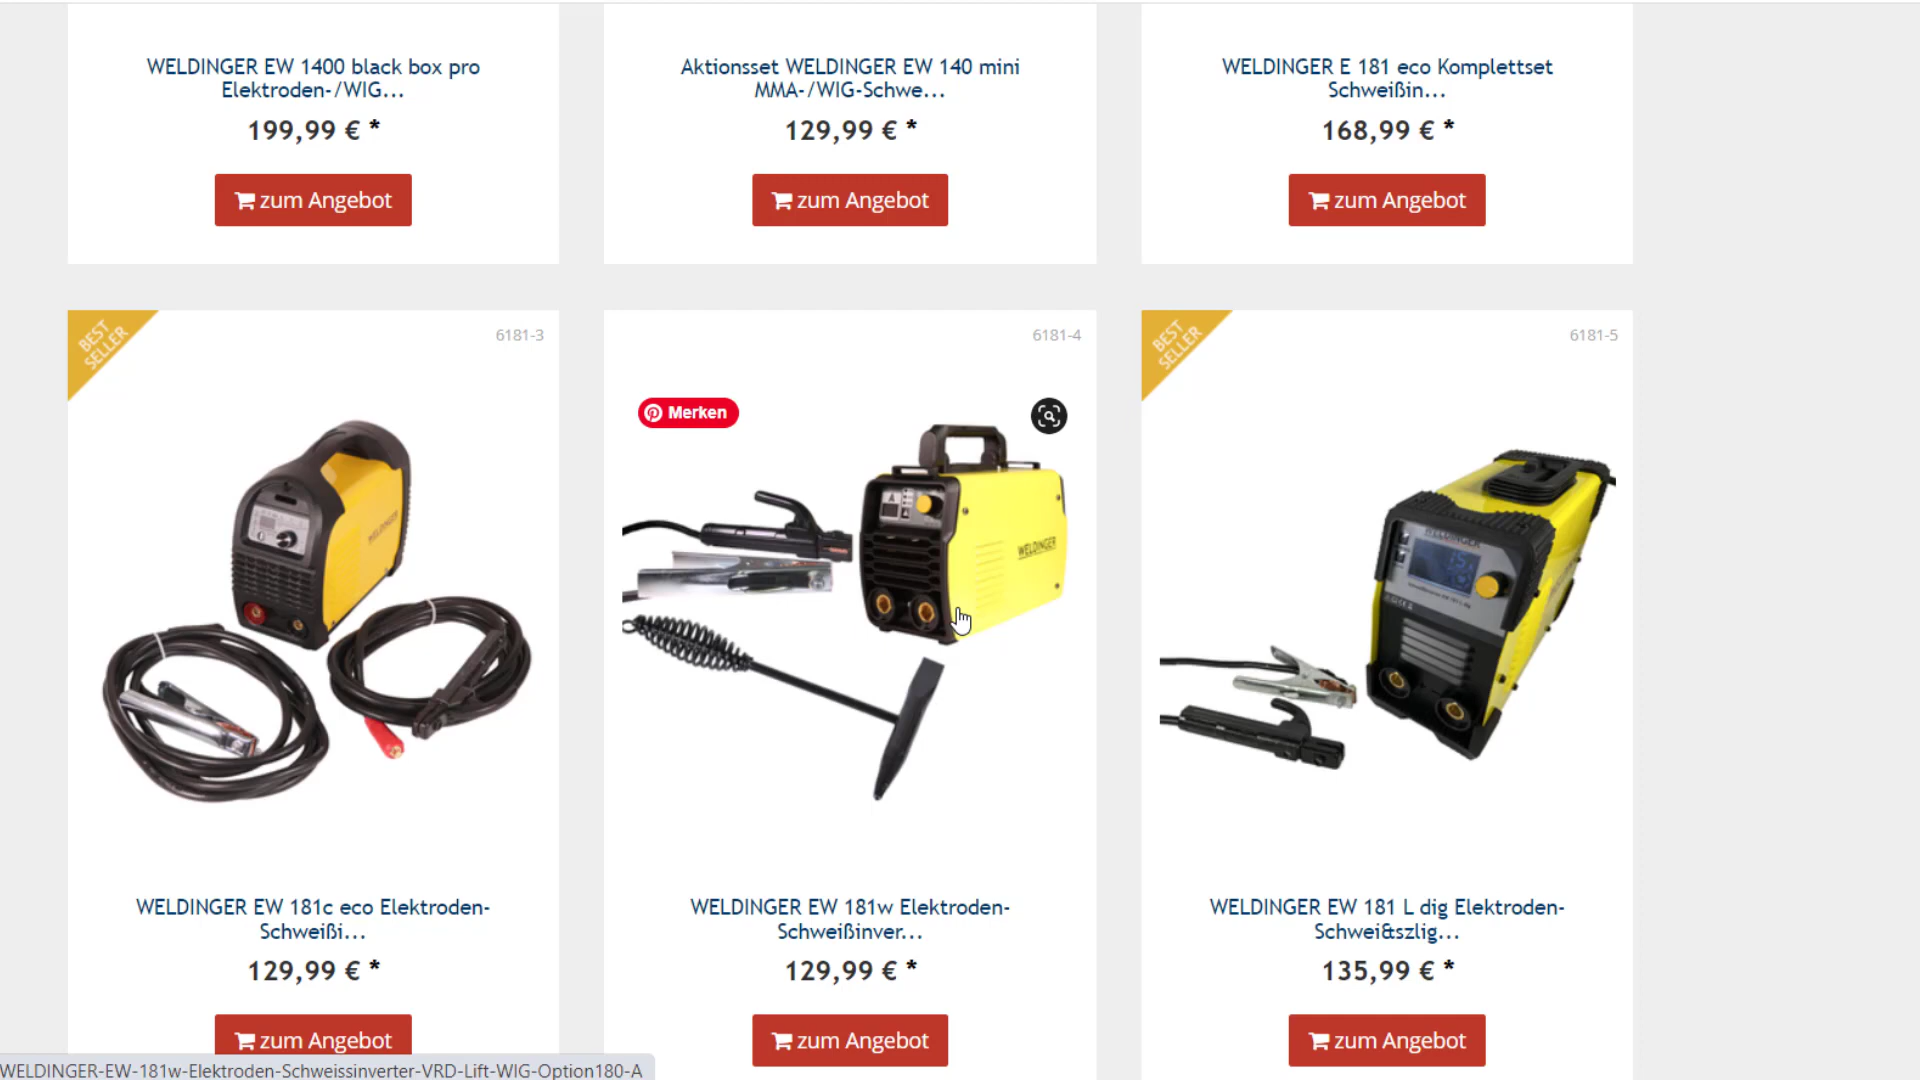 WELDINGER EW 1400 black box pro
Elektroden-/WIG...
199,99 € *
zum Angebot
Aktionsset WELDINGER EW 140 mini
MMA-/WIG-Schwe...
129,99 € *
zum Angebot
WELDINGER E 181 eco Komplettset
Schweißin...
168,99 € *
zum Angebot
BEST
SELLER
6181-3
WELDINGER
WELDINGER EW 181c eco Elektroden-
Schweißi...
129,99 € *
zum Angebot
6181-4
Merken
A
WELDINGER
WELDINGER EW 181w Elektroden-
Schweißinver...
129,99 € *
zum Angebot
BEST
SELLER
6181-5
WELDINGER
WELDINGER EW 181 L dig Elektroden-
Schwei&szlig...
135,99 € *
zum Angebot
WELDINGER-EW-181w-Elektroden-Schweissinverter-VRD-Lift-WIG-Option180-A